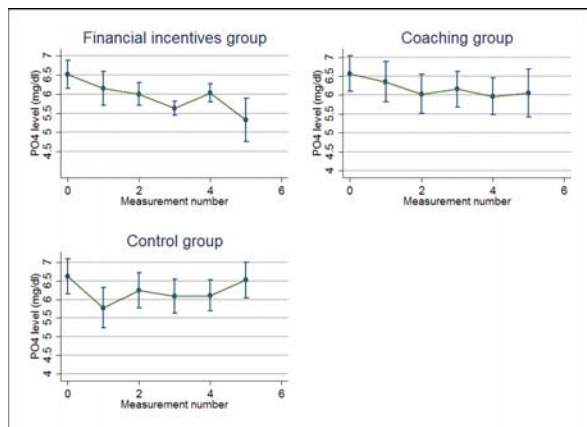 Financial incentives group
PO4 level (mg/dl)
7
6.5
6
5.5
5
4.5
0 2 4 6
Measurement number
Coaching group
PO4 level (mg/dl)
7
6.5
6
5.5
5
4.5
4
0 2 4 6
Measurement number
Control group
PO4 level (mg/dl)
7
6.5
6
5.5
5
4.5
4
0 2 4 6
Measurement number